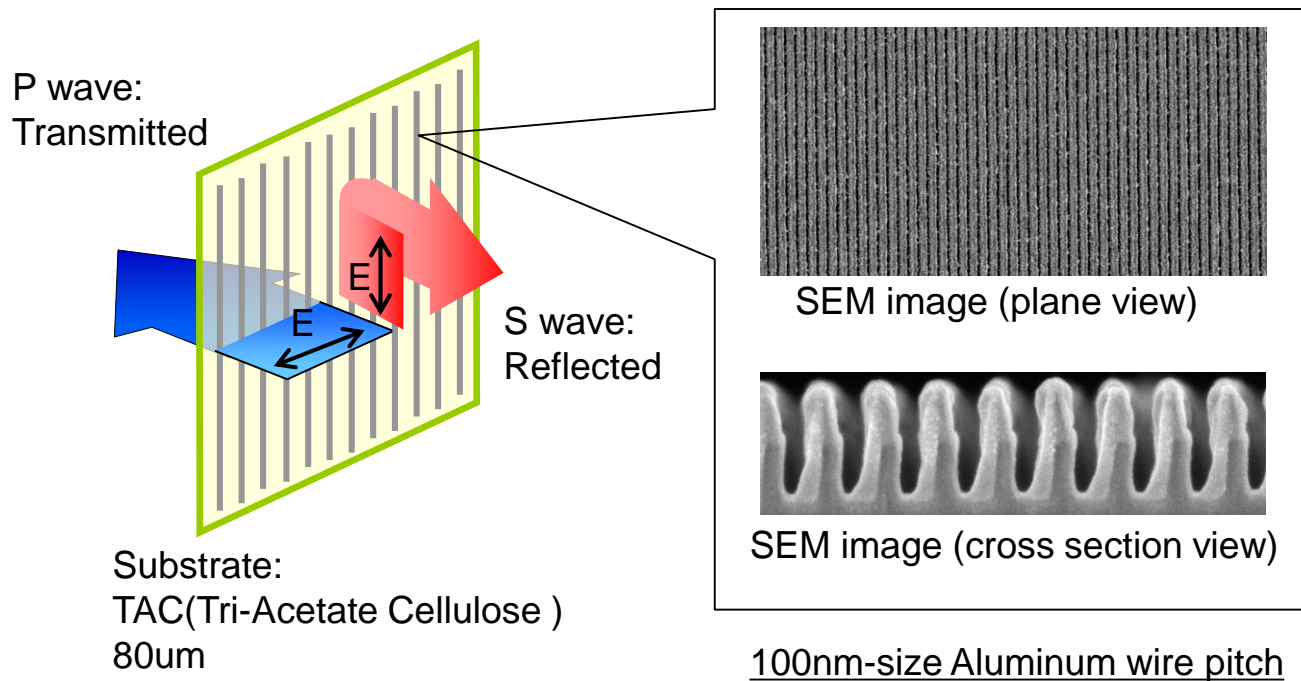 P wave:
Transmitted
E
E
S wave:
Reflected
Substrate:
TAC(Tri-Acetate Cellulose )
80um
SEM image (plane view)
SEM image (cross section view)
100nm-size Aluminum wire pitch